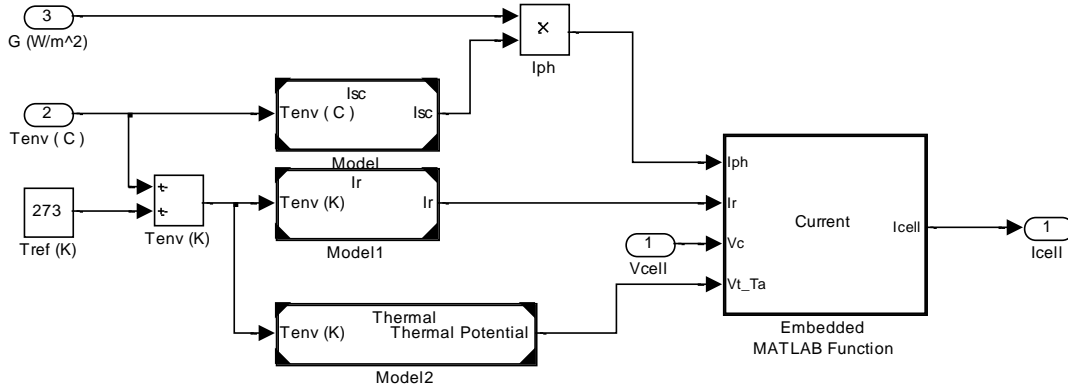 3
G (W/m^2)
x
Iph
Isc
Tenv ( C )
Isc
Model
2
Tenv ( C )
Ir
Tenv (K)
Ir
Model1
273
Tref (K)
+
+
Tenv (K)
Thermal
Tenv (K)
Thermal Potential
Model2
1
Vcell
Iph
Ir
Vc
Vt_Ta
Current
Icell
Embedded
MATLAB Function
1
Icell